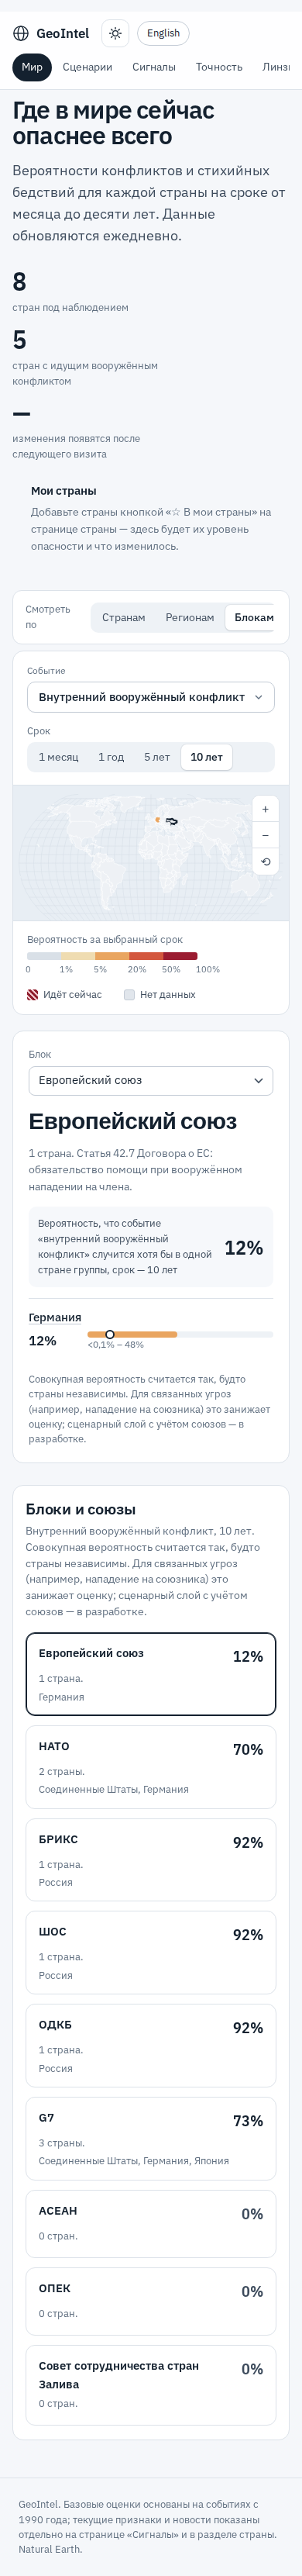 GeoIntel
English
Мир Сценарии Сигналы Точность
Где в мире сейчас
опаснее всего
Вероятности конфликтов и стихийных
бедствий для каждой страны на сроке от
месяца до десяти лет. Данные
обновляются ежедневно.
8
стран под наблюдением
5
стран с идущим вооружённым
конфликтом
—
изменения появятся после
следующего визита
Мои страны
Добавьте страны кнопкой «☆ В мои страны» на
странице страны — здесь будет их уровень
опасности и что изменилось.
Смотреть
по
Странам Регионам Блокам
Событие
Внутренний вооружённый конфликт
Срок
1 месяц 1 год 5 лет 10 лет
+
−
⟲
Вероятность за выбранный срок
0 1% 5% 20% 50% 100%
Идёт сейчас Нет данных
Блок
Европейский союз
Европейский союз
1 страна. Статья 42.7 Договора о ЕС:
обязательство помощи при вооружённом
нападении на члена.
Вероятность, что событие
«внутренний вооружённый
конфликт» случится хотя бы в одной
стране группы, срок — 10 лет
12%
Германия
12%
<0,1% – 48%
Совокупная вероятность считается так, будто
страны независимы. Для связанных угроз
(например, нападение на союзника) это занижает
оценку; сценарный слой с учётом союзов — в
разработке.
Блоки и союзы
Внутренний вооружённый конфликт, 10 лет.
Совокупная вероятность считается так, будто
страны независимы. Для связанных угроз
(например, нападение на союзника) это
занижает оценку; сценарный слой с учётом
союзов — в разработке.
Европейский союз 12%
1 страна.
Германия
НАТО 70%
2 страны.
Соединенные Штаты, Германия
БРИКС 92%
1 страна.
Россия
ШОС 92%
1 страна.
Россия
ОДКБ 92%
1 страна.
Россия
G7 73%
3 страны.
Соединенные Штаты, Германия, Япония
АСЕАН 0%
0 стран.
ОПЕК 0%
0 стран.
Совет сотрудничества стран
Залива
0%
0 стран.
GeoIntel. Базовые оценки основаны на событиях с
1990 года; текущие признаки и новости показаны
отдельно на странице «Сигналы» и в разделе страны.
Natural Earth.